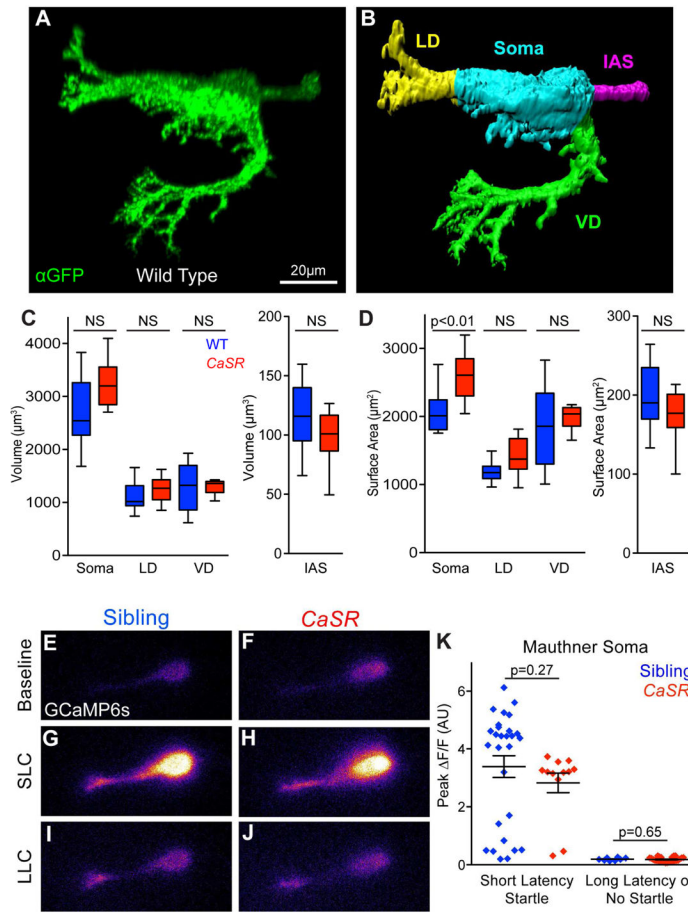 A
αGFP
Wild Type
20μm
B
LD
Soma
IAS
VD
C
NS
NS
NS
NS
WT
CaSR
Volume (μm³)
4000
3000
2000
1000
0
Soma
LD
VD
Volume (μm³)
200
150
100
50
0
IAS
D
p<0.01
NS
NS
NS
Surface Area (μm²)
3000
2000
1000
0
Soma
LD
VD
Surface Area (μm²)
300
200
100
0
IAS
Sibling
CaSR
Baseline
E
GCaMP6s
F
SLC
G
H
LLC
I
J
K
Mauthner Soma
p=0.27
Sibling
CaSR
Peak ΔF/F (AU)
6
4
2
0
p=0.65
Short Latency
Startle
Long Latency o
No Startle